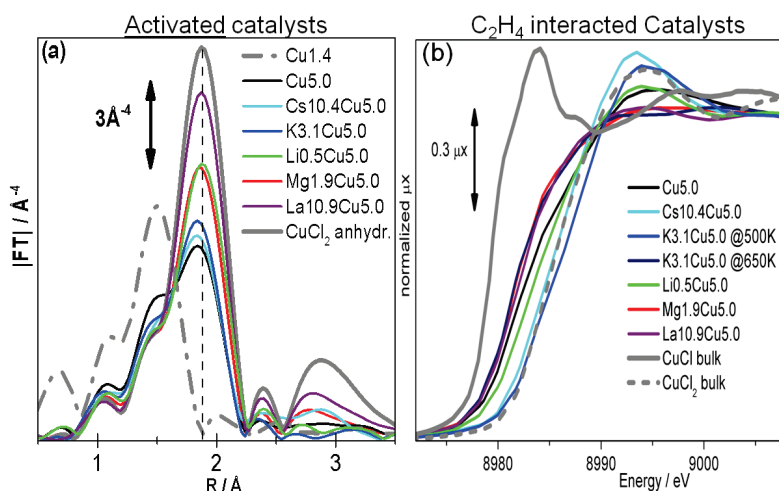 Activated catalysts
C₂H₄ interacted Catalysts
(a)
3Å⁻⁴
Cu1.4
Cu5.0
Cs10.4Cu5.0
K3.1Cu5.0
Li0.5Cu5.0
Mg1.9Cu5.0
La10.9Cu5.0
CuCl₂ anhydr.
|FT| / Å⁻⁴
1
2
3
R / Å
(b)
0.3 μx
normalized μx
Cu5.0
Cs10.4Cu5.0
K3.1Cu5.0 @500K
K3.1Cu5.0 @650K
Li0.5Cu5.0
Mg1.9Cu5.0
La10.9Cu5.0
CuCl bulk
CuCl₂ bulk
8980
8990
9000
Energy / eV